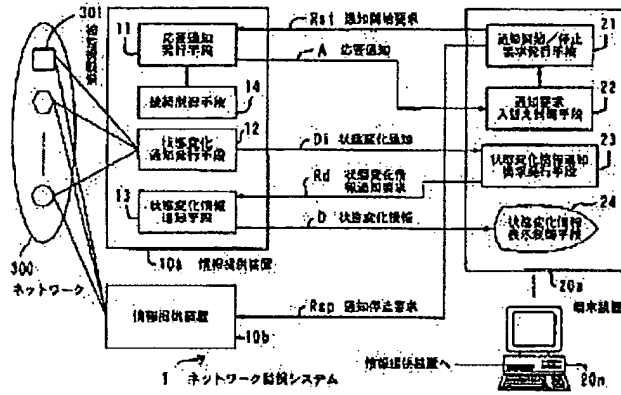 301
11
応答通知
発行手段
14
接続制御手段
状態変化
通知発行手段
12
13
状態変化情報
通知手段
10a 情報提供装置
300
ネットワーク
情報提供装置
10b
1 ネットワーク監視システム
Rst 通知開始要求
A 応答通知
Di 状態変化通知
Rd 状態変化情
報通知要求
D 状態変化情報
Rsp 通知停止要求
通知開始/停止
要求発行手段
21
22
通知要求
入替え制御手段
23
状態変化情報通知
要求発行手段
24
状態変化情報
表示制御手段
20a
端末装置
情報提供装置へ
20n